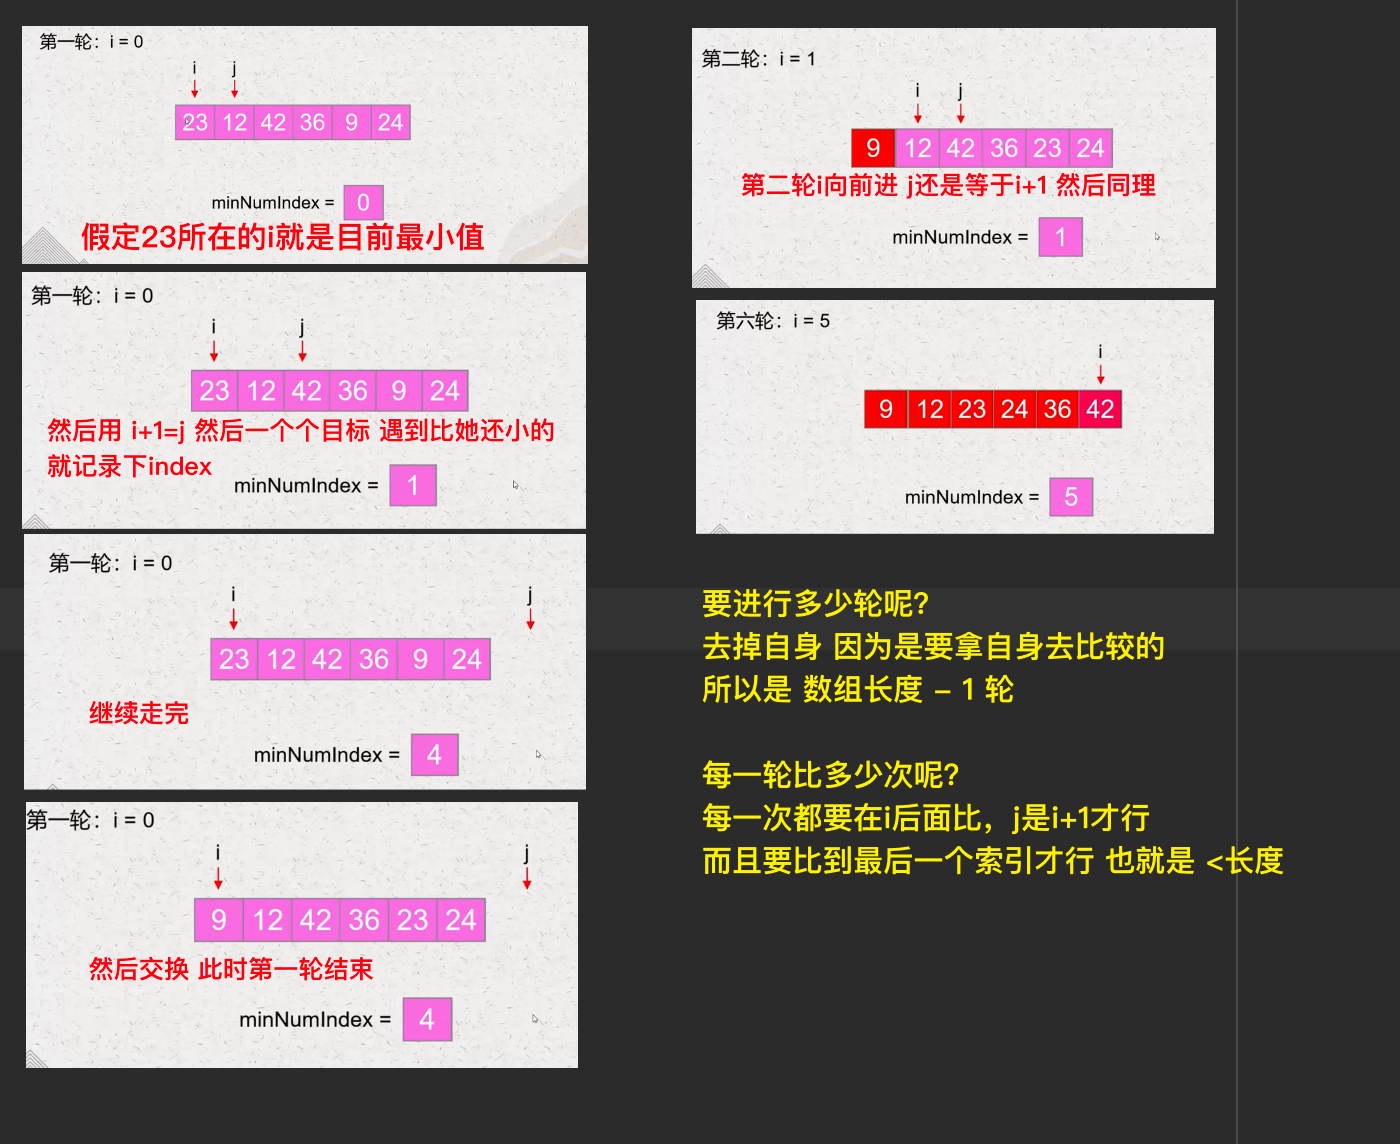 第一轮：i = 0
i j
23 12 42 36 9 24
minNumIndex = 0
假定23所在的i就是目前最小值
第一轮：i = 0
i j
23 12 42 36 9 24
然后用 i+1=j 然后一个个目标 遇到比她还小的
就记录下index
minNumIndex = 1
第一轮：i = 0
i j
23 12 42 36 9 24
继续走完
minNumIndex = 4
第一轮：i = 0
i j
9 12 42 36 23 24
然后交换 此时第一轮结束
minNumIndex = 4
第二轮：i = 1
i j
9 12 42 36 23 24
第二轮i向前进 j还是等于i+1 然后同理
minNumIndex = 1
第六轮：i = 5
i
9 12 23 24 36 42
minNumIndex = 5
要进行多少轮呢？
去掉自身 因为是要拿自身去比较的
所以是 数组长度 – 1 轮
每一轮比多少次呢？
每一次都要在i后面比，j是i+1才行
而且要比到最后一个索引才行 也就是 <长度